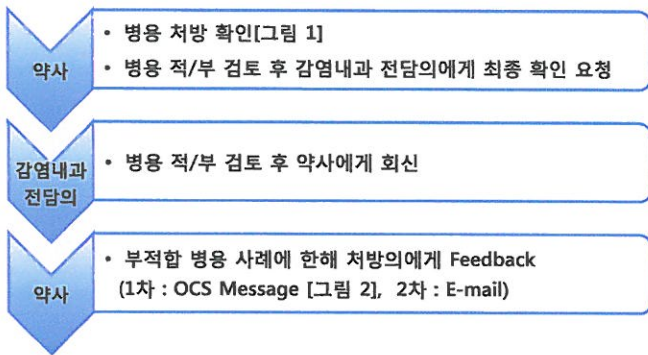 약사
• 병용 처방 확인[그림 1]
• 병용 적/부 검토 후 감염내과 전담의에게 최종 확인 요청
감염내과
전담의
• 병용 적/부 검토 후 약사에게 회신
약사
• 부적합 병용 사례에 한해 처방의에게 Feedback
(1차 : OCS Message [그림 2], 2차 : E-mail)